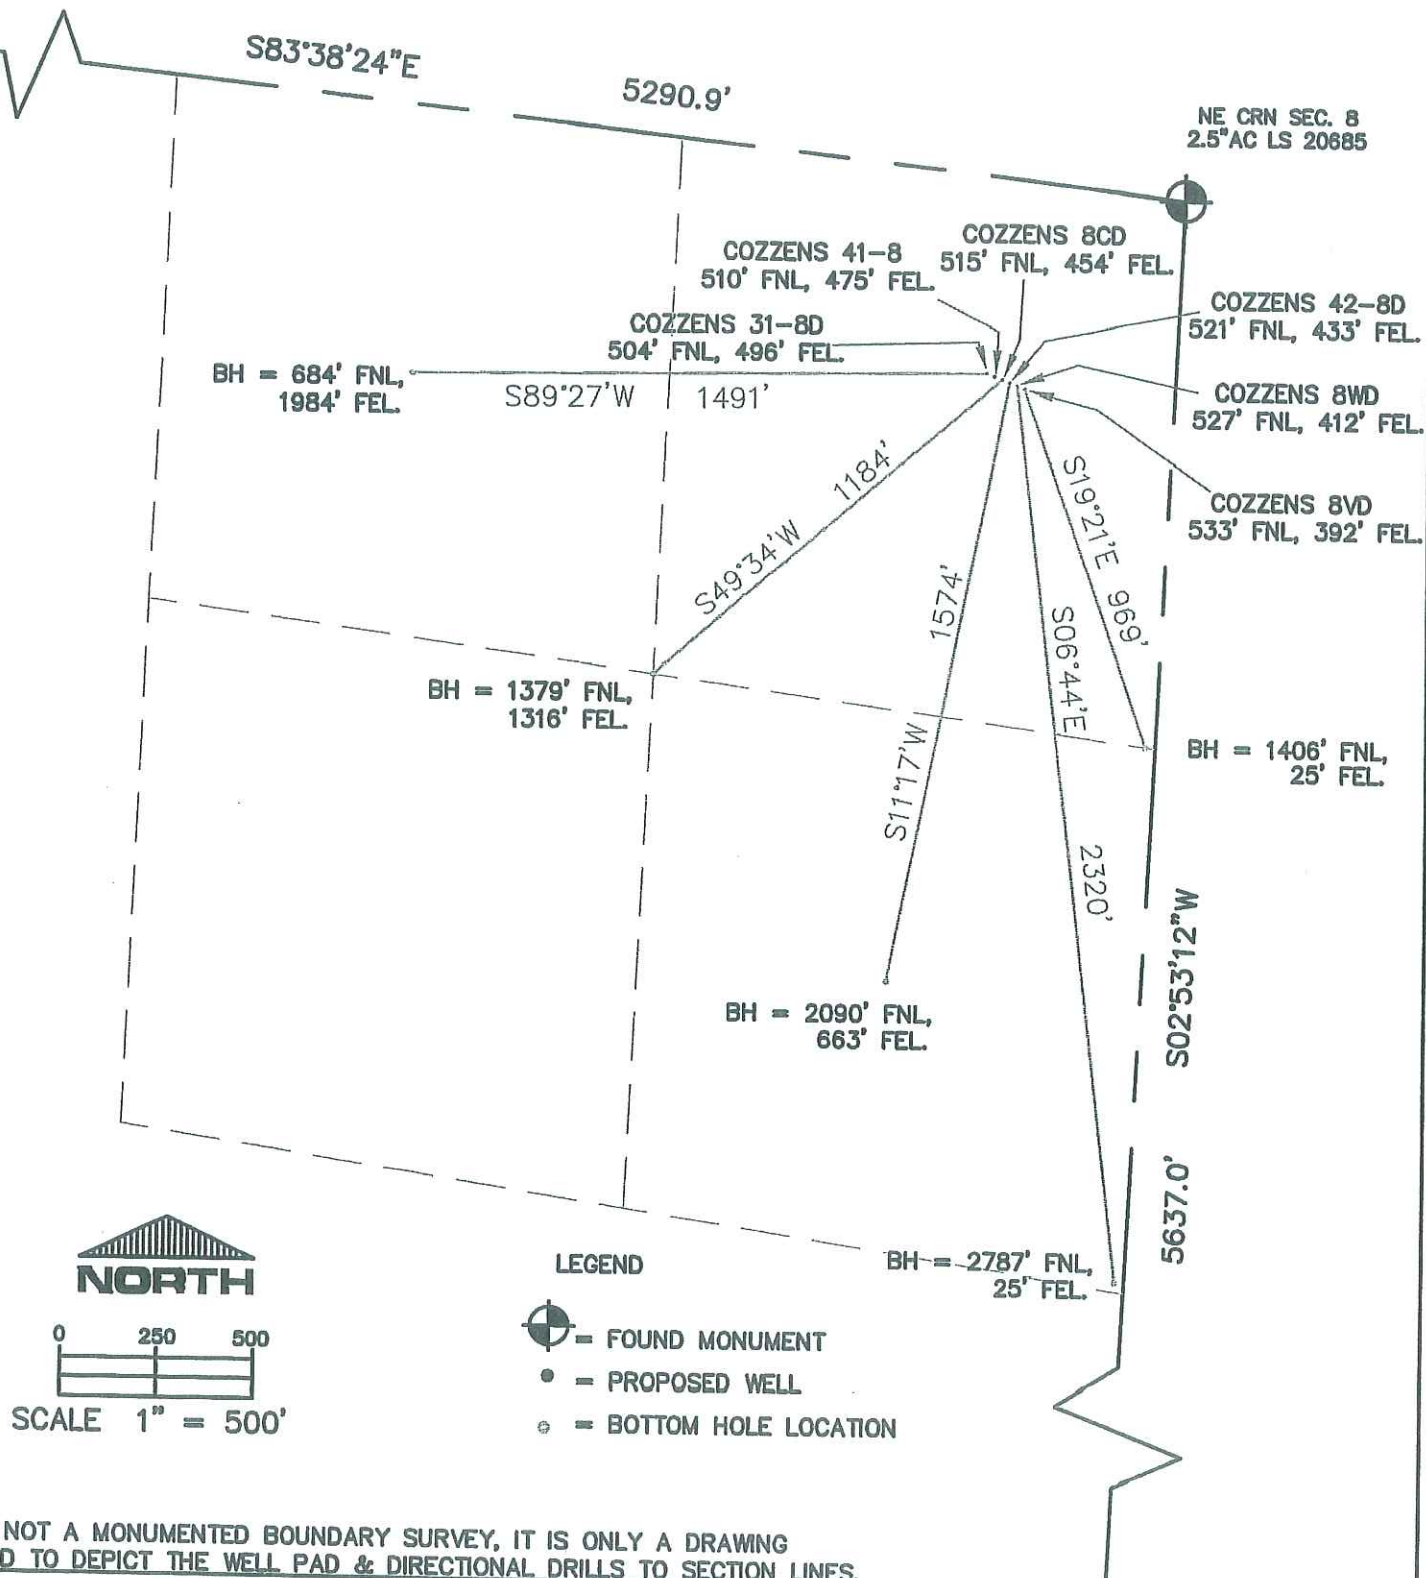 S83°38'24"E
5290.9'
NE CRN SEC. 8
2.5"AC LS 20685
COZZENS 8CD
515' FNL, 454' FEL.
COZZENS 41-8
510' FNL, 475' FEL.
COZZENS 31-8D
504' FNL, 496' FEL.
COZZENS 42-8D
521' FNL, 433' FEL.
BH = 684' FNL,
1984' FEL.
S89°27'W 1491'
COZZENS 8WD
527' FNL, 412' FEL.
COZZENS 8VD
533' FNL, 392' FEL.
S49°34'W 1184'
S11°17'W 1574'
S06°44'E 2320'
S19°21'E 969'
BH = 1379' FNL,
1316' FEL.
BH = 1406' FNL,
25' FEL.
BH = 2090' FNL,
663' FEL.
S02°53'12"W
5637.0'
BH = 2787' FNL,
25' FEL.
NORTH
0 250 500
SCALE 1" = 500'
LEGEND
= FOUND MONUMENT
= PROPOSED WELL
= BOTTOM HOLE LOCATION
NOT A MONUMENTED BOUNDARY SURVEY, IT IS ONLY A DRAWING
D TO DEPICT THE WELL PAD & DIRECTIONAL DRILLS TO SECTION LINES.